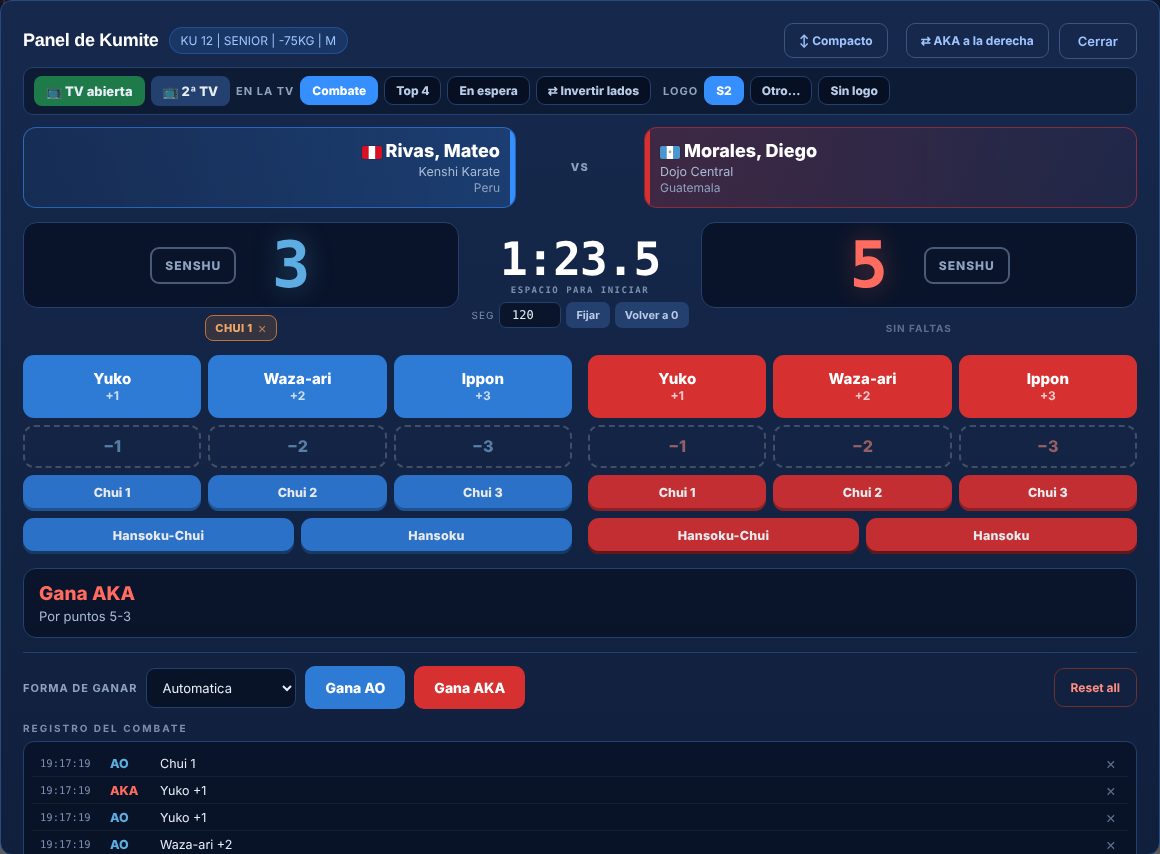 Panel de Kumite KU 12 | SENIOR | -75KG | M ↕ Compacto ⇄ AKA a la derecha Cerrar
📺 TV abierta 📺 2ª TV EN LA TV Combate Top 4 En espera ⇄ Invertir lados LOGO S2 Otro... Sin logo
🇵🇪 Rivas, Mateo
Kenshi Karate
Peru
VS
🇬🇹 Morales, Diego
Dojo Central
Guatemala
SENSHU 3
CHUI 1 ×
1:23.5
ESPACIO PARA INICIAR
SEG 120 Fijar Volver a 0
5 SENSHU
SIN FALTAS
Yuko Waza-ari Ippon Yuko Waza-ari Ippon
+1 +2 +3 +1 +2 +3
−1 −2 −3 −1 −2 −3
Chui 1 Chui 2 Chui 3 Chui 1 Chui 2 Chui 3
Hansoku-Chui Hansoku Hansoku-Chui Hansoku
Gana AKA
Por puntos 5-3
FORMA DE GANAR Automatica Gana AO Gana AKA Reset all
REGISTRO DEL COMBATE
19:17:19 AO Chui 1 ×
19:17:19 AKA Yuko +1 ×
19:17:19 AO Yuko +1 ×
19:17:19 AO Waza-ari +2 ×